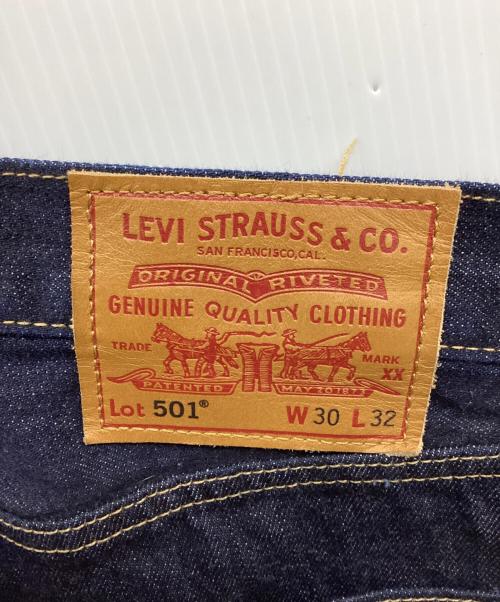 LEVI STRAUSS & CO.
SAN FRANCISCO, CAL.
ORIGINAL RIVETED
GENUINE QUALITY CLOTHING
TRADE MARK
XX
PATENTED MAY 20 1873
Lot 501® W 30 L 32